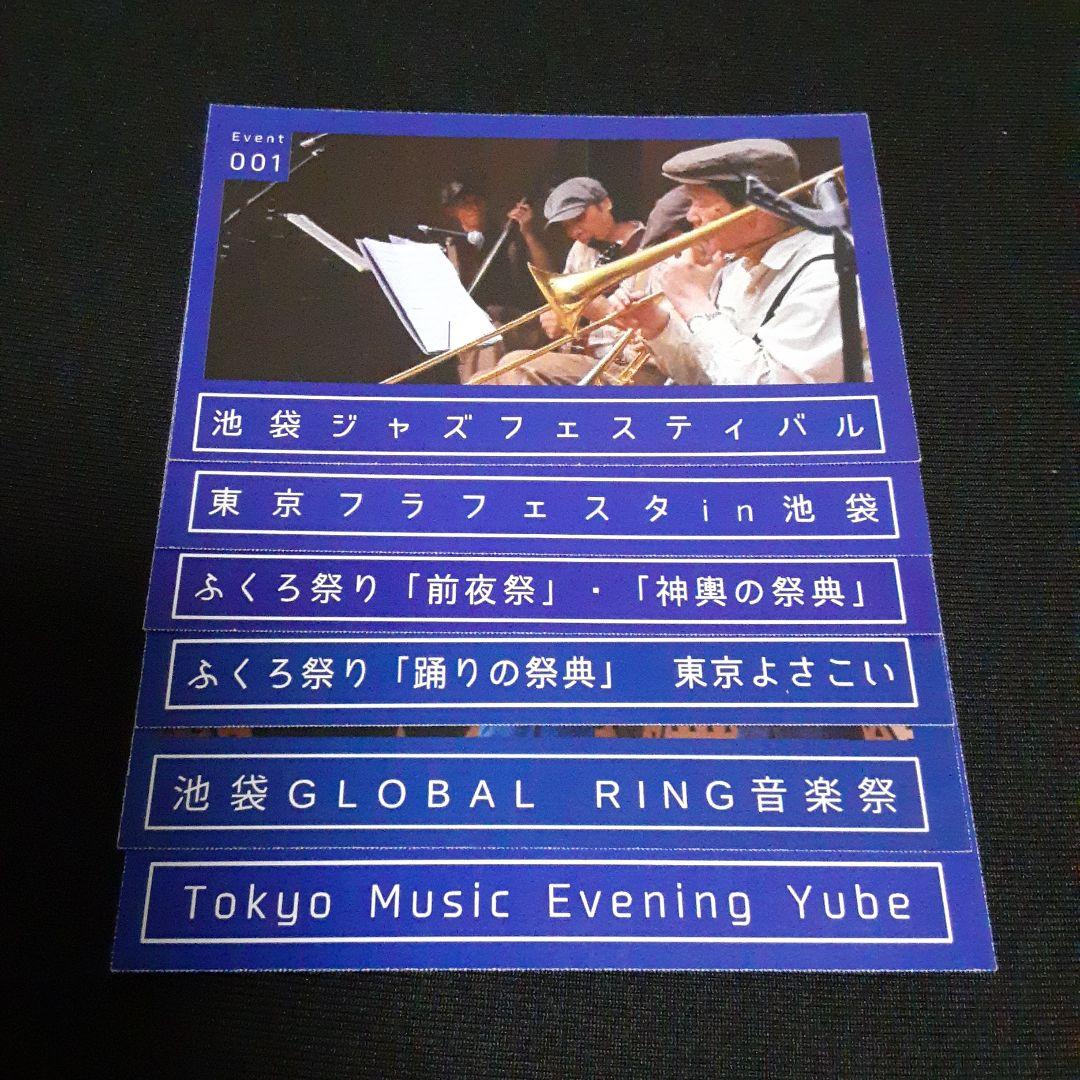 Event
001
池袋ジャズフェスティバル
東京フラフェスタin池袋
ふくろ祭り「前夜祭」・「神輿の祭典」
ふくろ祭り「踊りの祭典」　東京よさこい
池袋GLOBAL　RING音楽祭
Tokyo Music Evening Yube